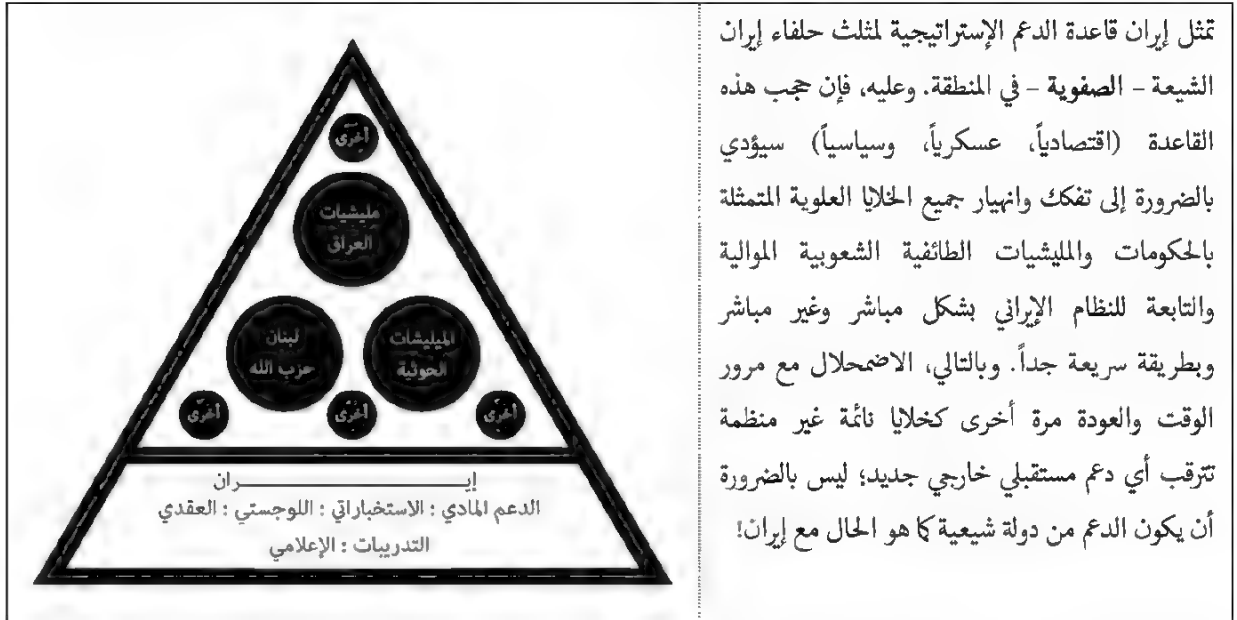 تمثل إيران قاعدة الدعم الإستراتيجية لمثلث حلفاء إيران
الشيعة – الصفوية – في المنطقة. وعليه، فإن حجب هذه
القاعدة (اقتصادياً، عسكرياً، وسياسياً) سيؤدي
بالضرورة إلى تفكك وانهيار جميع الخلايا العلوية المتمثلة
بالحكومات والمليشيات الطائفية الشعوبية الموالية
والتابعة للنظام الإيراني بشكل مباشر وغير مباشر
وبطريقة سريعة جداً. وبالتالي، الاضمحلال مع مرور
الوقت والعودة مرة أخرى كخلايا نائمة غير منظمة
تترقب أي دعم مستقبلي خارجي جديد؛ ليس بالضرورة
أن يكون الدعم من دولة شيعية كما هو الحال مع إيران!
أخرى
مليشيات
العراق
الميليشات
الحوثية
لبنان
حزب الله
أخرى
أخرى
أخرى
إيــــــــــــــــران
الدعم المادي : الاستخباراتي : اللوجستي : العقدي
التدريبات : الإعلامي